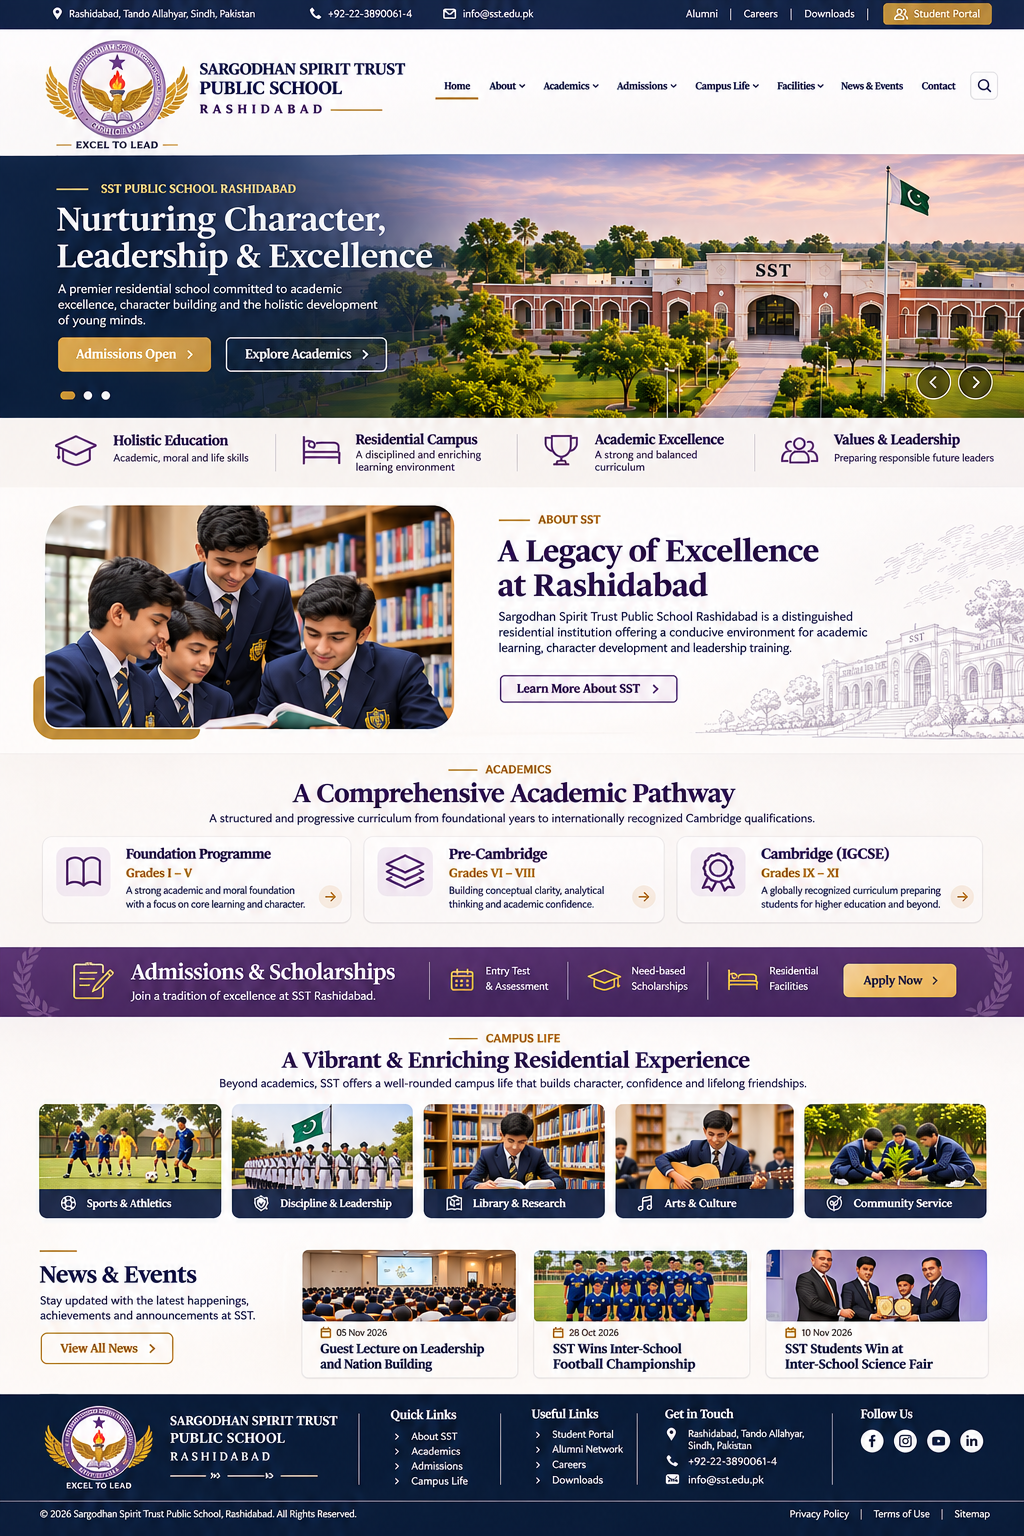 Rashidabad, Tando Allahyar, Sindh, Pakistan
+92-22-3890061-4
info@sst.edu.pk
Alumni
Careers
Downloads
Student Portal
EXCEL TO LEAD
SARGODHAN SPIRIT TRUST
PUBLIC SCHOOL
RASHIDABAD
Home
About
Academics
Admissions
Campus Life
Facilities
News & Events
Contact
SST PUBLIC SCHOOL RASHIDABAD
Nurturing Character,
Leadership & Excellence
A premier residential school committed to academic
excellence, character building and the holistic development
of young minds.
Admissions Open
Explore Academics
SST
Holistic Education
Academic, moral and life skills
Residential Campus
A disciplined and enriching
learning environment
Academic Excellence
A strong and balanced
curriculum
Values & Leadership
Preparing responsible future leaders
ABOUT SST
A Legacy of Excellence
at Rashidabad
Sargodhan Spirit Trust Public School Rashidabad is a distinguished
residential institution offering a conducive environment for academic
learning, character development and leadership training.
Learn More About SST
SST
ACADEMICS
A Comprehensive Academic Pathway
A structured and progressive curriculum from foundational years to internationally recognized Cambridge qualifications.
Foundation Programme
Grades I – V
A strong academic and moral foundation
with a focus on core learning and character.
Pre-Cambridge
Grades VI – VIII
Building conceptual clarity, analytical
thinking and academic confidence.
Cambridge (IGCSE)
Grades IX – XI
A globally recognized curriculum preparing
students for higher education and beyond.
Admissions & Scholarships
Join a tradition of excellence at SST Rashidabad.
Entry Test
& Assessment
Need-based
Scholarships
Residential
Facilities
Apply Now
CAMPUS LIFE
A Vibrant & Enriching Residential Experience
Beyond academics, SST offers a well-rounded campus life that builds character, confidence and lifelong friendships.
Sports & Athletics
Discipline & Leadership
Library & Research
Arts & Culture
Community Service
News & Events
Stay updated with the latest happenings,
achievements and announcements at SST.
View All News
05 Nov 2026
Guest Lecture on Leadership
and Nation Building
28 Oct 2026
SST Wins Inter-School
Football Championship
10 Nov 2026
SST Students Win at
Inter-School Science Fair
EXCEL TO LEAD
SARGODHAN SPIRIT TRUST
PUBLIC SCHOOL
RASHIDABAD
Quick Links
About SST
Academics
Admissions
Campus Life
Useful Links
Student Portal
Alumni Network
Careers
Downloads
Get in Touch
Rashidabad, Tando Allahyar,
Sindh, Pakistan
+92-22-3890061-4
info@sst.edu.pk
Follow Us
© 2026 Sargodhan Spirit Trust Public School, Rashidabad. All Rights Reserved.
Privacy Policy
Terms of Use
Sitemap